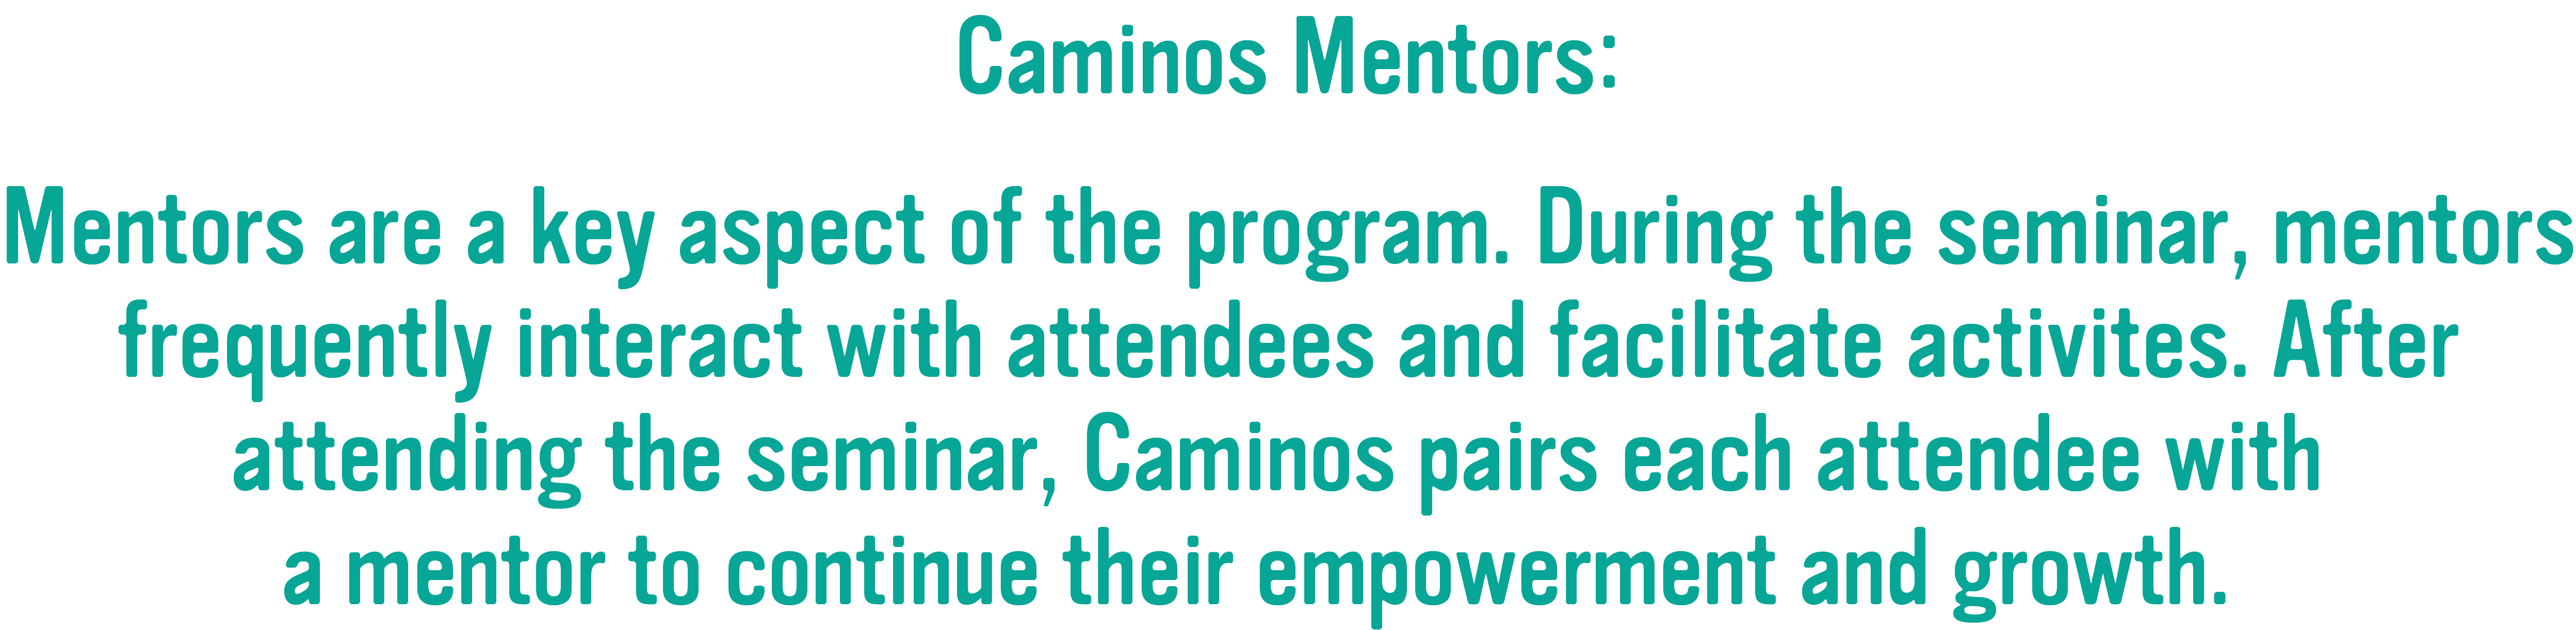 Caminos Mentors:
Mentors are a key aspect of the program. During the seminar, mentors
frequently interact with attendees and facilitate activites. After
attending the seminar, Caminos pairs each attendee with
a mentor to continue their empowerment and growth.